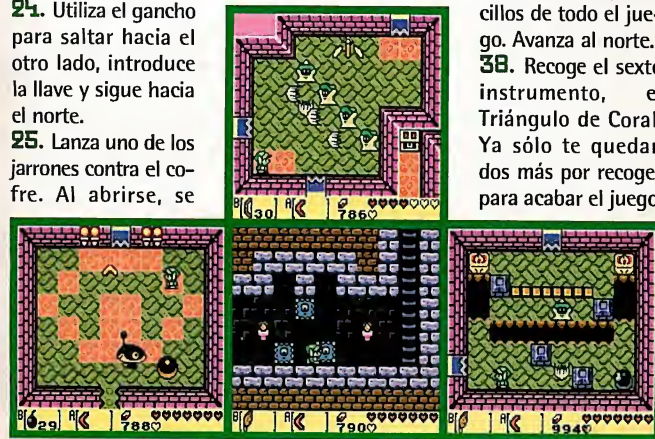 24. Utiliza el gancho
para saltar hacia el
otro lado, introduce
la llave y sigue hacia
el norte.
25. Lanza uno de los
jarrones contra el co-
fre. Al abrirse, se
cillos de todo el jue-
go. Avanza al norte.
38. Recoge el sexto
instrumento, e
Triángulo de Coral
Ya sólo te quedan
dos más por recoge
para acabar el juego
B 30 A 786
B 29 A 788
B A 790
B A 994